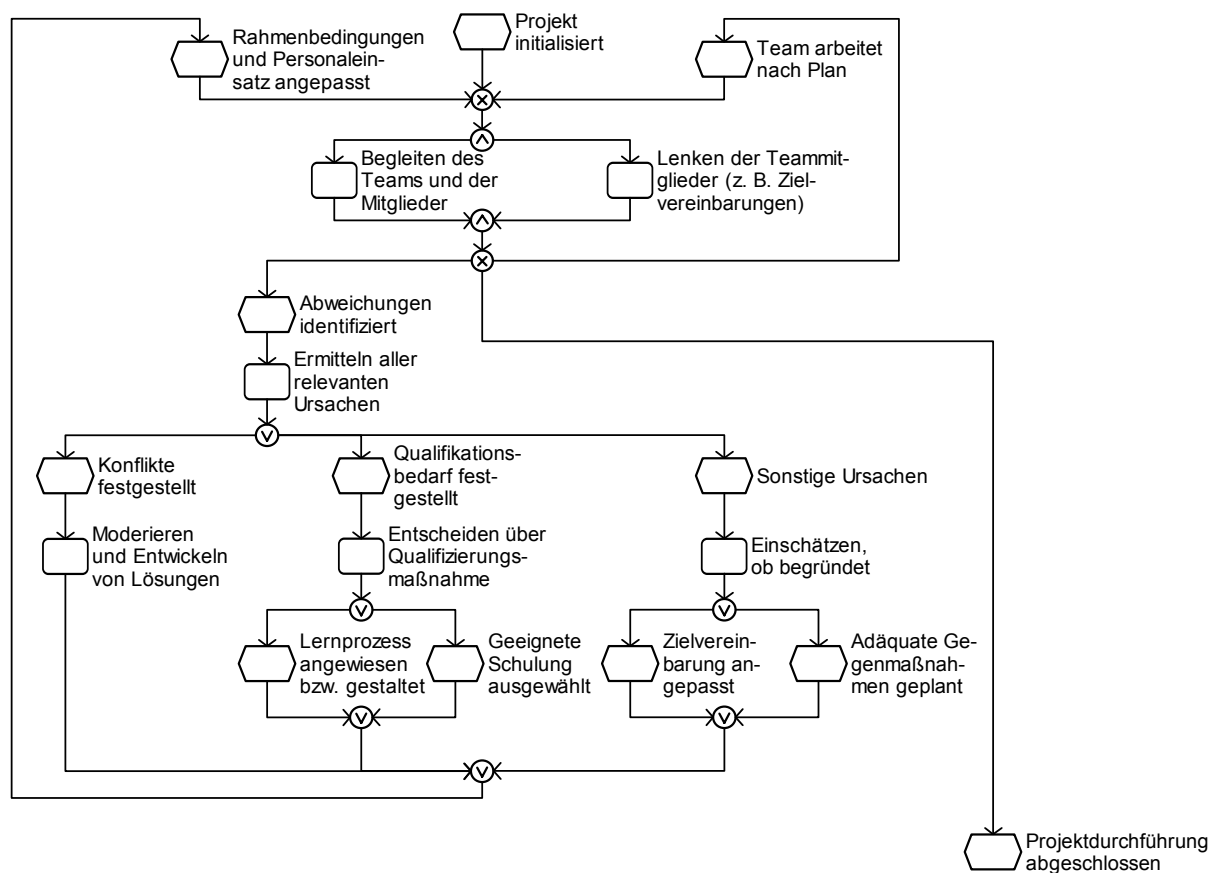 Projekt
initialisiert
Rahmenbedingungen
und Personalein-
satz angepasst
Team arbeitet
nach Plan
Begleiten des
Teams und der
Mitglieder
Lenken der Teammit-
glieder (z. B. Ziel-
vereinbarungen)
Abweichungen
identifiziert
Ermitteln aller
relevanten
Ursachen
Konflikte
festgestellt
Qualifikations-
bedarf fest-
gestellt
Sonstige Ursachen
Moderieren
und Entwickeln
von Lösungen
Entscheiden über
Qualifizierungs-
maßnahme
Einschätzen,
ob begründet
Lernprozess
angewiesen
bzw. gestaltet
Geeignete
Schulung
ausgewählt
Zielverein-
barung an-
gepasst
Adäquate Ge-
genmaßnah-
men geplant
Projektdurchführung
abgeschlossen